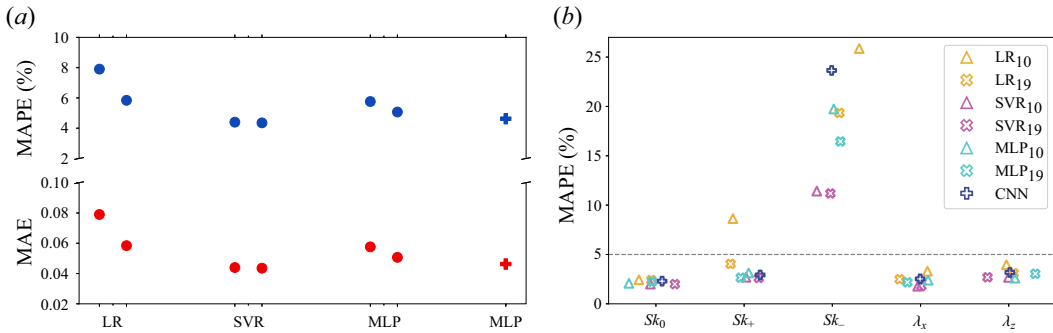 (a)
MAPE (%)
10
8
6
4
2
MAE
0.10
0.08
0.06
0.04
0.02
LR SVR MLP MLP
(b)
MAPE (%)
25
20
15
10
5
0
Sk₀ Sk₊ Sk₋ λₓ λ_z
LR₁₀
LR₁₉
SVR₁₀
SVR₁₉
MLP₁₀
MLP₁₉
CNN